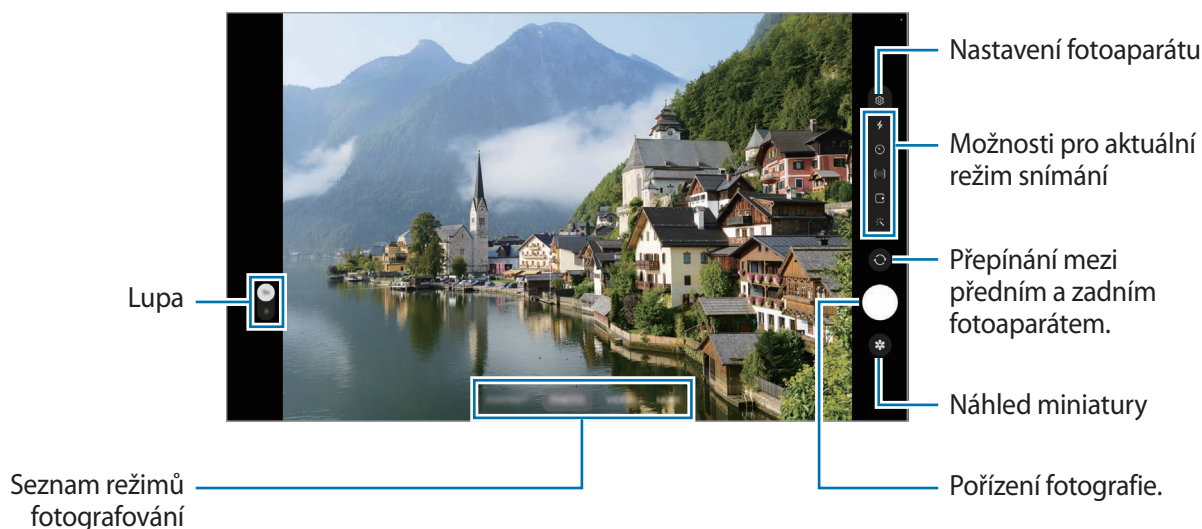 Nastavení fotoaparátu
Možnosti pro aktuální
režim snímání
Přepínání mezi
předním a zadním
fotoaparátem.
Lupa
Náhled miniatury
Seznam režimů
fotografování
Pořízení fotografie.